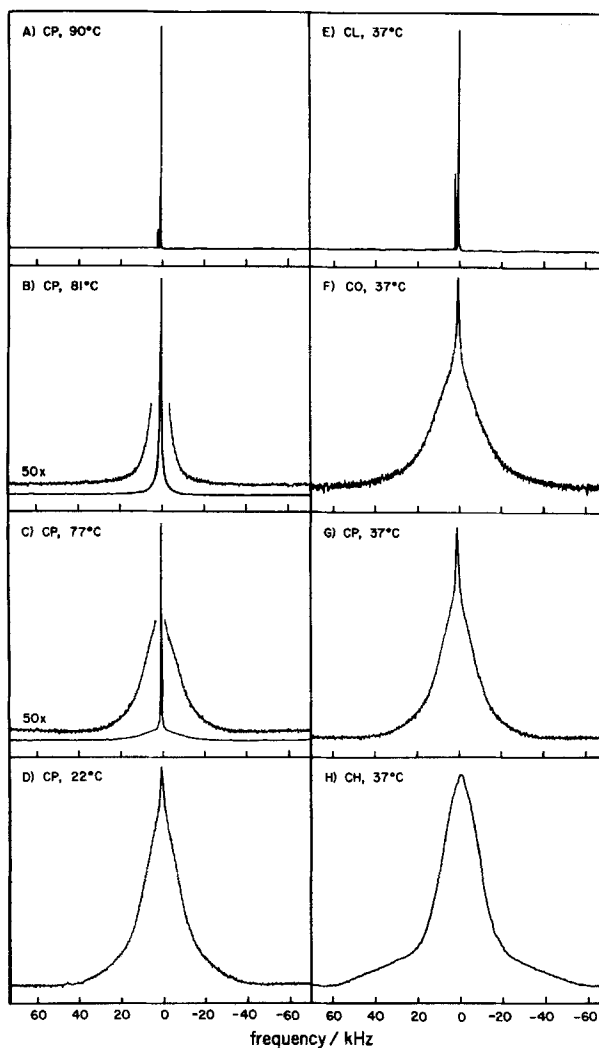 A) CP, 90°C
E) CL, 37°C
B) CP, 81°C
50x
F) CO, 37°C
C) CP, 77°C
50x
G) CP, 37°C
D) CP, 22°C
H) CH, 37°C
60 40 20 0 -20 -40 -60
60 40 20 0 -20 -40 -60
frequency / kHz